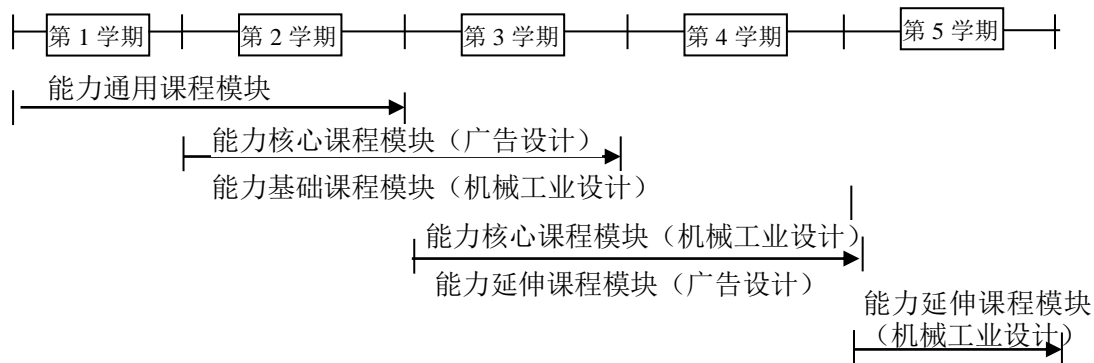 第 1 学期 第 2 学期 第 3 学期 第 4 学期 第 5 学期
能力通用课程模块
能力核心课程模块（广告设计）
能力基础课程模块（机械工业设计）
能力核心课程模块（机械工业设计）
能力延伸课程模块（广告设计）
能力延伸课程模块
（机械工业设计）